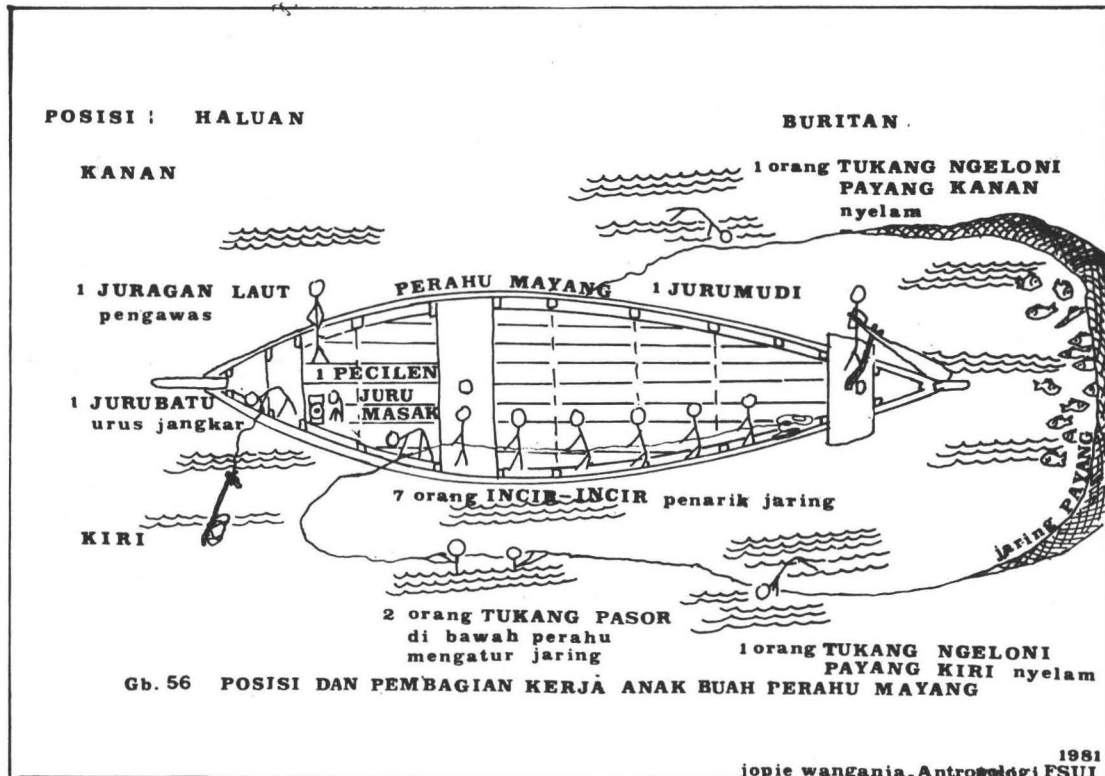 POSISI : HALUAN
BURITAN.
KANAN
1 orang TUKANG NGELONI
PAYANG KANAN
nyelam
1 JURAGAN LAUT
pengawas
PERAHU MAYANG
1 JURUMUDI
1 PECILEN
JURU
MASAK
1 JURUBATU
urus jangkar
7 orang INCIR-INCIR penarik jaring
KIRI
jaring PAYANG
2 orang TUKANG PASOR
di bawah perahu
mengatur jaring
1 orang TUKANG NGELONI
PAYANG KIRI nyelam
Gb. 56 POSISI DAN PEMBAGIAN KERJA ANAK BUAH PERAHU MAYANG
1981
jopie wangania. Antropologi FSUI